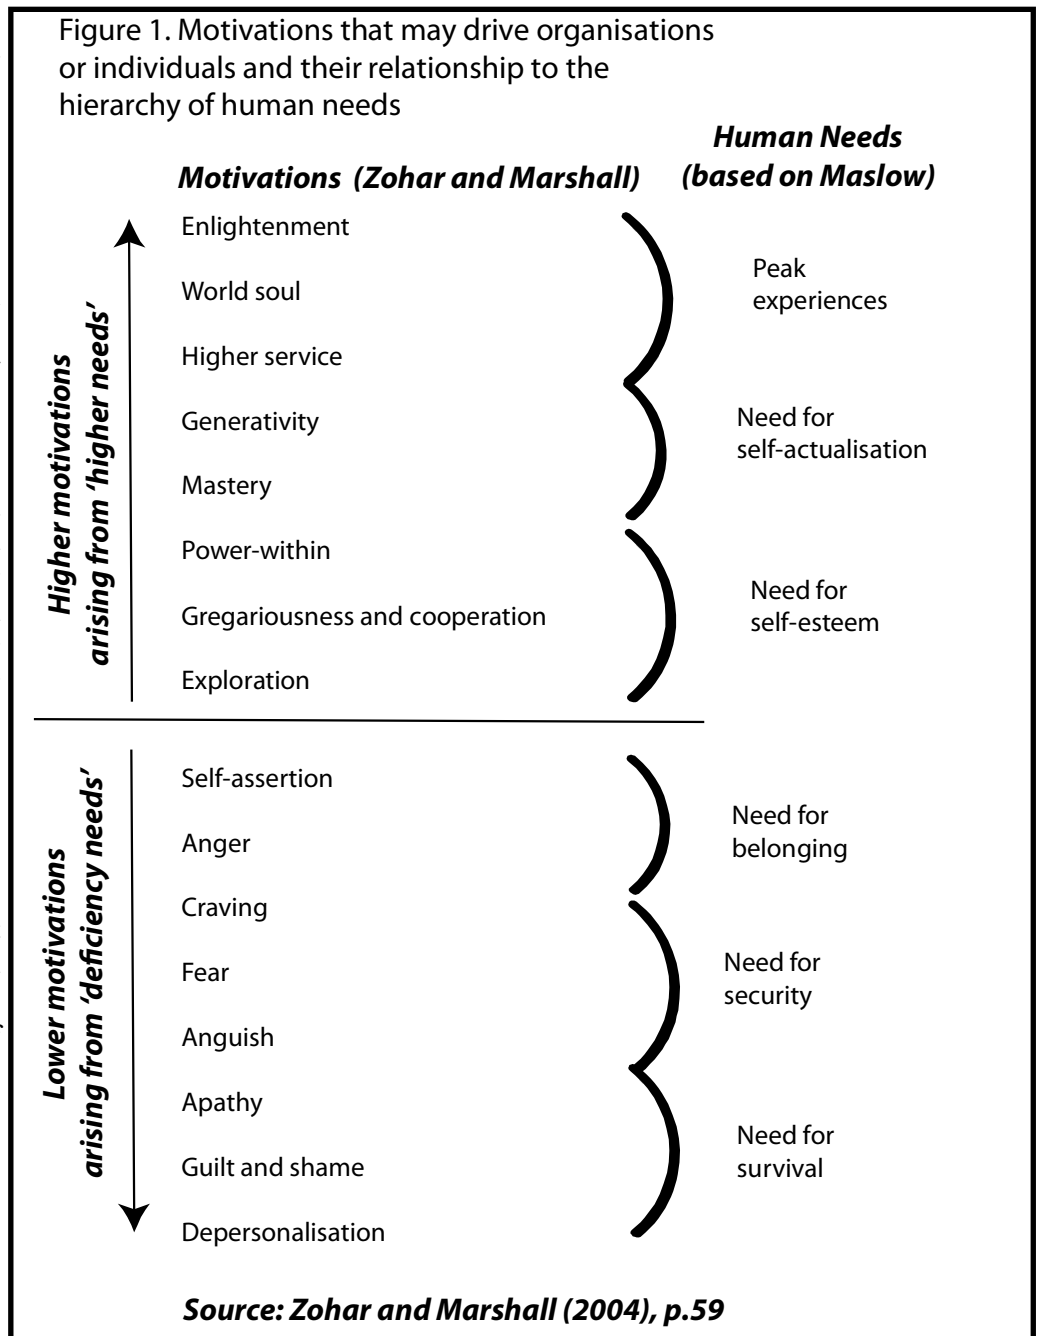 Figure 1. Motivations that may drive organisations
or individuals and their relationship to the
hierarchy of human needs
Human Needs
(based on Maslow)
Motivations (Zohar and Marshall)
Higher motivations
arising from ‘higher needs’
Enlightenment
World soul
Higher service
Generativity
Mastery
Power-within
Gregariousness and cooperation
Exploration
Peak
experiences
Need for
self-actualisation
Need for
self-esteem
Lower motivations
arising from ‘deficiency needs’
Self-assertion
Anger
Craving
Fear
Anguish
Apathy
Guilt and shame
Depersonalisation
Need for
belonging
Need for
security
Need for
survival
Source: Zohar and Marshall (2004), p.59